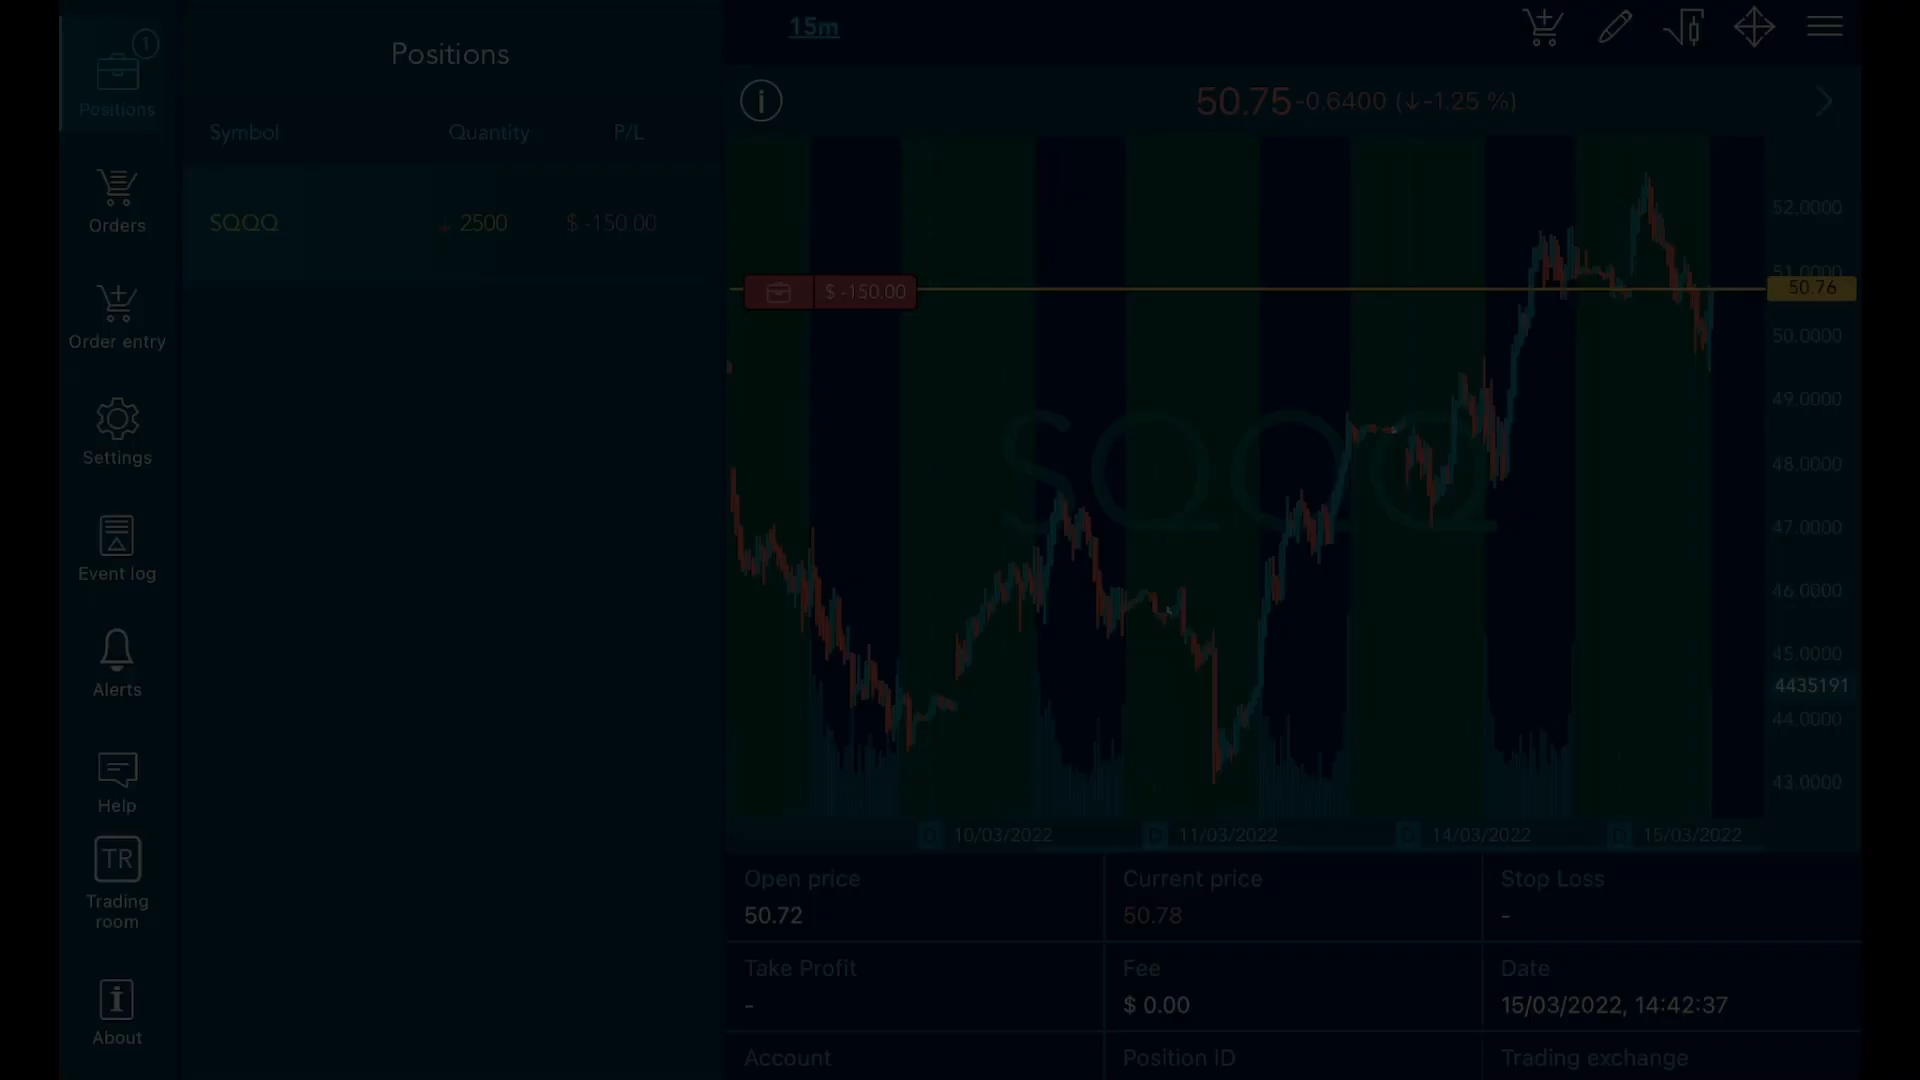 1
Positions
Orders
Order entry
Settings
Event log
Alerts
Help
TR
Trading
room
About
Positions
Symbol Quantity P/L
SQQQ 2500 $ -150.00
15m
50.75 -0.6400 (↓-1.25 %)
$ -150.00
SQQQ
52.0000
51.0000
50.76
50.0000
49.0000
48.0000
47.0000
46.0000
45.0000
4435191
44.0000
43.0000
D 10/03/2022 D 11/03/2022 D 14/03/2022 D 15/03/2022
Open price Current price Stop Loss
50.72 50.78 -
Take Profit Fee Date
- $ 0.00 15/03/2022, 14:42:37
Account Position ID Trading exchange